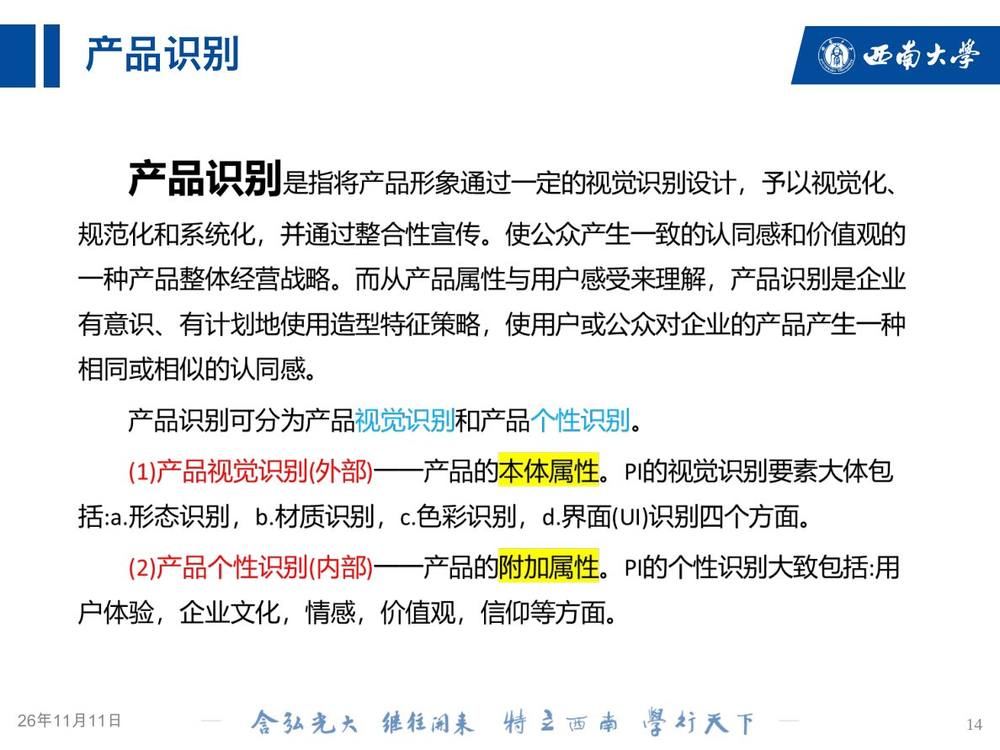 产品识别
西南大学
产品识别是指将产品形象通过一定的视觉识别设计，予以视觉化、
规范化和系统化，并通过整合性宣传。使公众产生一致的认同感和价值观的
一种产品整体经营战略。而从产品属性与用户感受来理解，产品识别是企业
有意识、有计划地使用造型特征策略，使用户或公众对企业的产品产生一种
相同或相似的认同感。
产品识别可分为产品视觉识别和产品个性识别。
(1)产品视觉识别(外部)——产品的本体属性。PI的视觉识别要素大体包
括:a.形态识别，b.材质识别，c.色彩识别，d.界面(UI)识别四个方面。
(2)产品个性识别(内部)——产品的附加属性。PI的个性识别大致包括:用
户体验，企业文化，情感，价值观，信仰等方面。
26年11月11日
含弘光大 继往开来 特立西南 學行天下
14